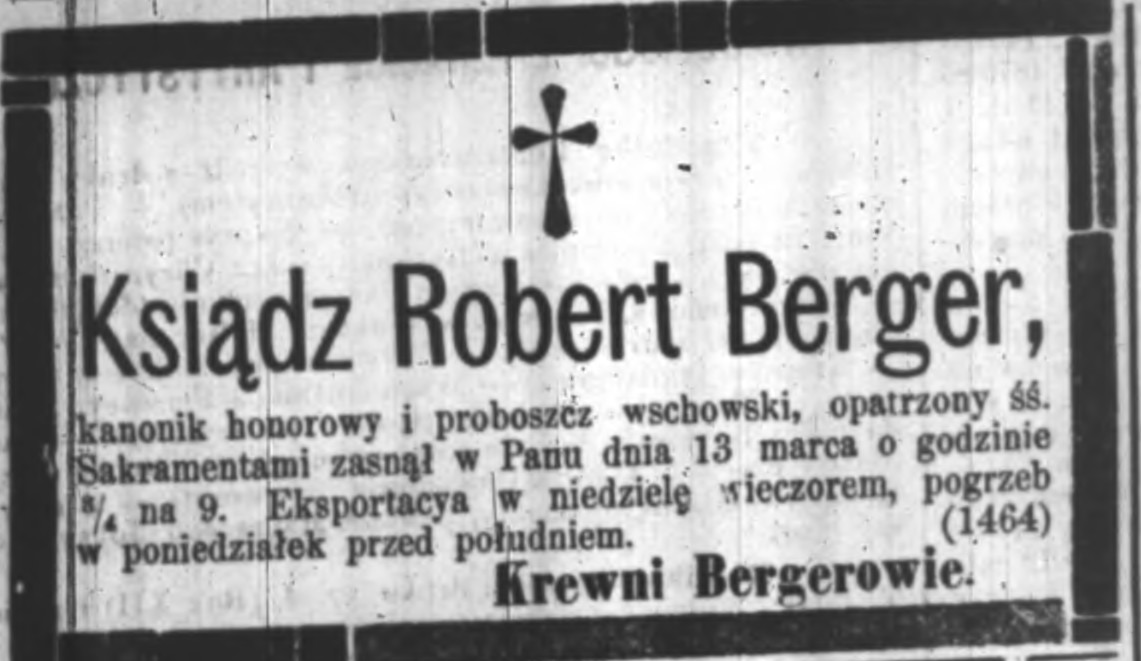 Ksiądz Robert Berger,
kanonik honorowy i proboszcz wschowski, opatrzony śś.
Sakramentami zasnął w Panu dnia 13 marca o godzinie
¾ na 9. Eksportacya w niedzielę wieczorem, pogrzeb
w poniedziałek przed południem. (1464)
Krewni Bergerowie.